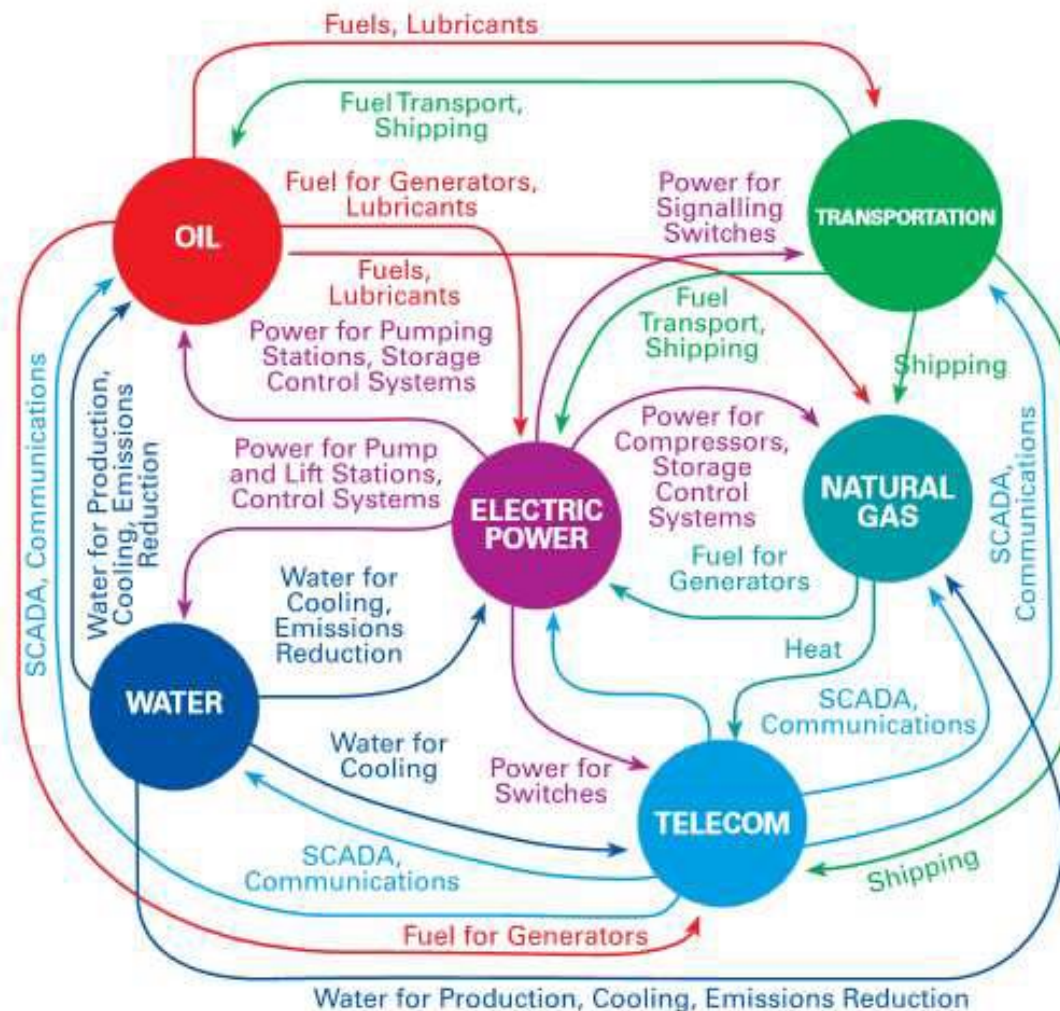 Fuels, Lubricants
Fuel Transport,
Shipping
Fuel for Generators,
Lubricants
Power for
Signalling
Switches
TRANSPORTATION
OIL
Fuels,
Lubricants
Fuel
Transport,
Shipping
Power for Pumping
Stations, Storage
Control Systems
Shipping
Power for Pump
and Lift Stations,
Control Systems
Power for
Compressors,
Storage
Control
Systems
ELECTRIC
POWER
NATURAL
GAS
SCADA,
Communications
SCADA, Communications
Water for Production,
Cooling, Emissions
Reduction
Water for
Cooling,
Emissions
Reduction
Fuel for
Generators
Heat
WATER
SCADA,
Communications
Water for
Cooling
Power for
Switches
TELECOM
SCADA,
Communications
Shipping
Fuel for Generators
Water for Production, Cooling, Emissions Reduction